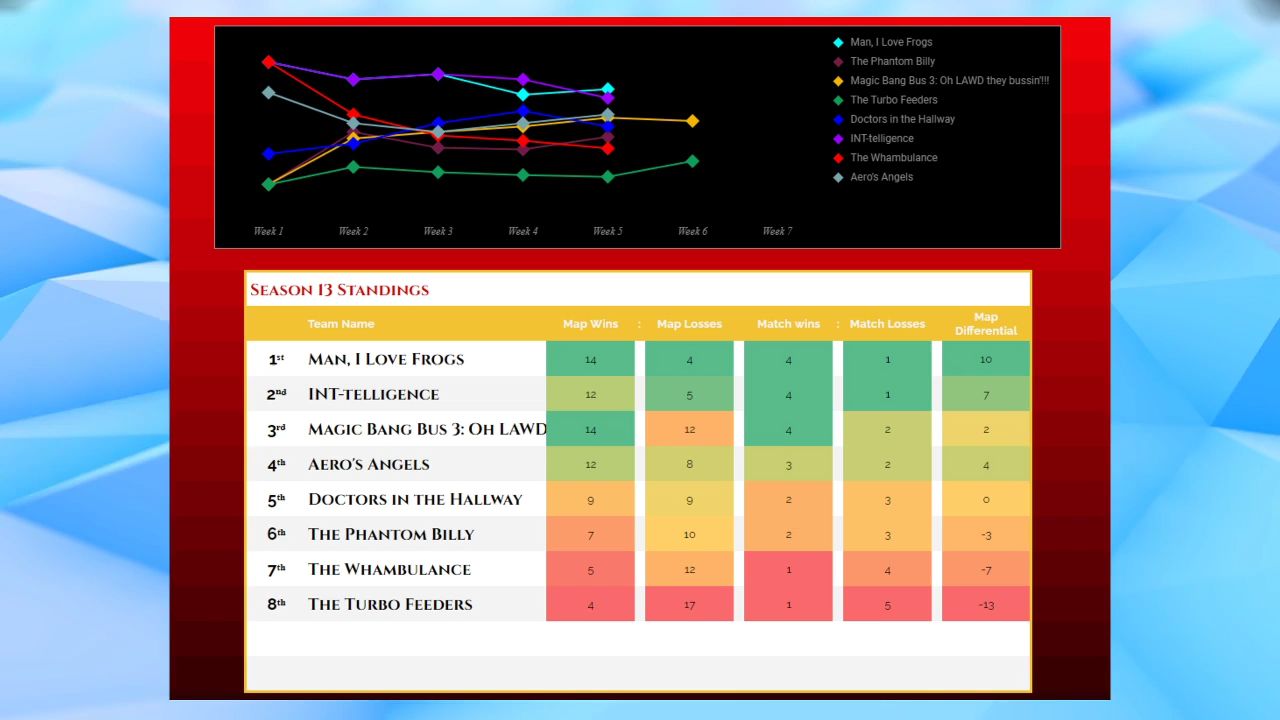 Man, I Love Frogs
The Phantom Billy
Magic Bang Bus 3: Oh LAWD they bussin'!!!
The Turbo Feeders
Doctors in the Hallway
INT-telligence
The Whambulance
Aero's Angels
Week 1 Week 2 Week 3 Week 4 Week 5 Week 6 Week 7
Season 13 Standings
Team Name Map Wins : Map Losses Match wins : Match Losses Map Differential
1st Man, I Love Frogs 14 4 4 1 10
2nd INT-telligence 12 5 4 1 7
3rd Magic Bang Bus 3: Oh LAWD 14 12 4 2 2
4th Aero's Angels 12 8 3 2 4
5th Doctors in the Hallway 9 9 2 3 0
6th The Phantom Billy 7 10 2 3 -3
7th The Whambulance 5 12 1 4 -7
8th The Turbo Feeders 4 17 1 5 -13